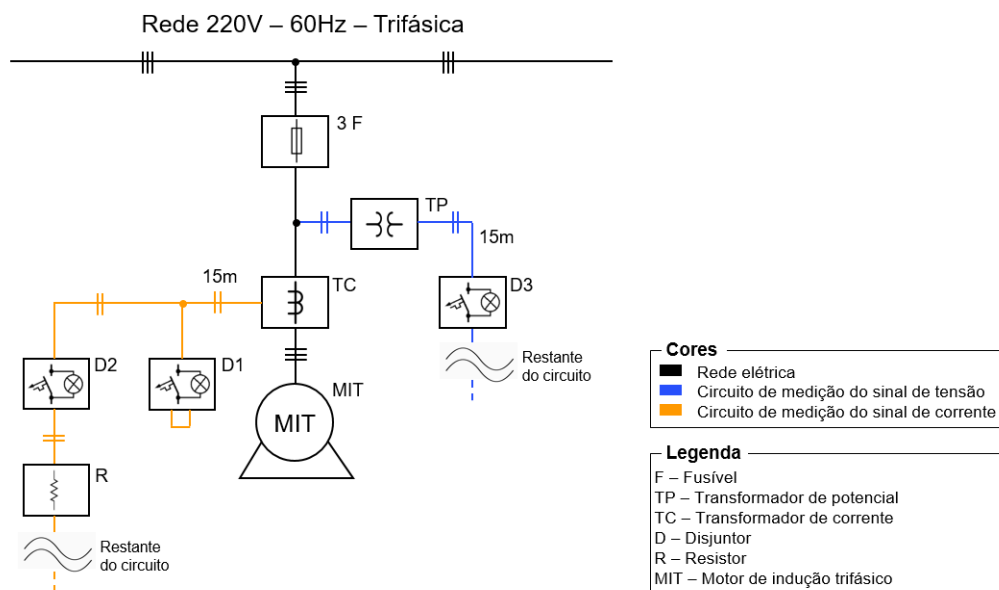 Rede 220V – 60Hz – Trifásica
3 F
TP
15m
15m
TC
D3
D2
D1
Restante
do circuito
MIT
MIT
R
Restante
do circuito
Cores
Rede elétrica
Circuito de medição do sinal de tensão
Circuito de medição do sinal de corrente
Legenda
F – Fusível
TP – Transformador de potencial
TC – Transformador de corrente
D – Disjuntor
R – Resistor
MIT – Motor de indução trifásico